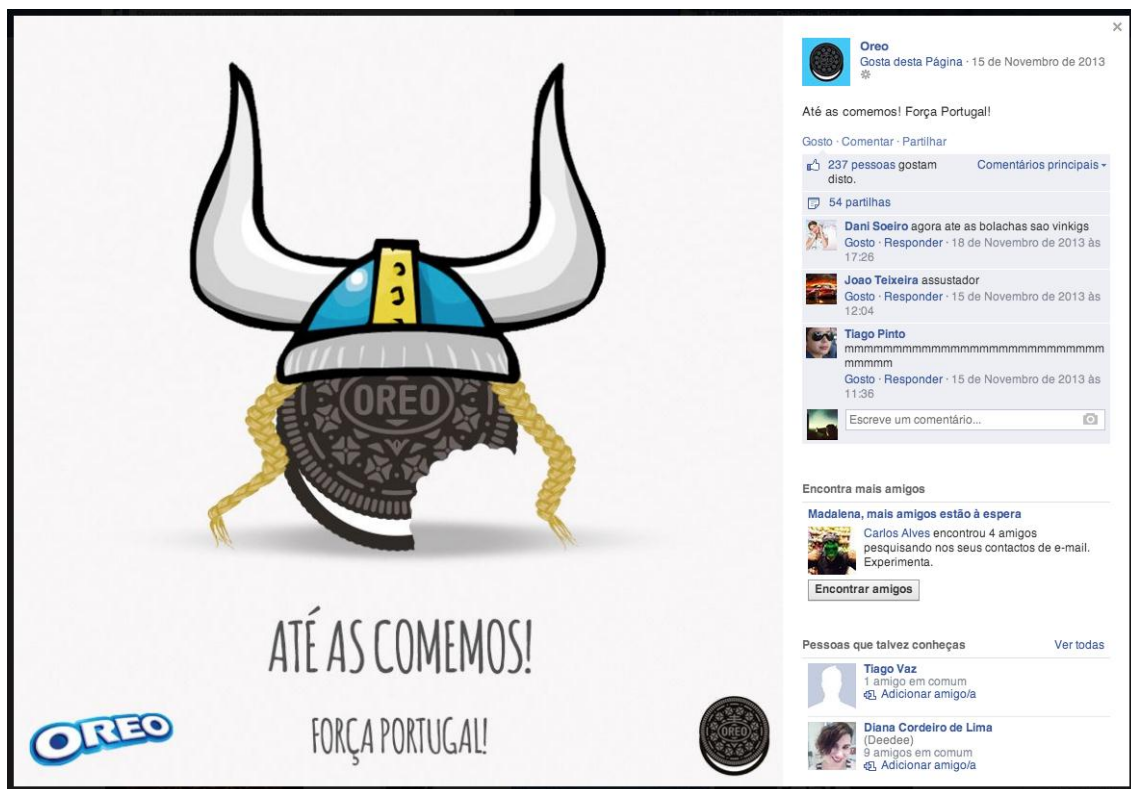 OREO
ATÉ AS COMEMOS!
FORÇA PORTUGAL!
OREO
OREO
Oreo
Gosta desta Página · 15 de Novembro de 2013
Até as comemos! Força Portugal!
Gosto · Comentar · Partilhar
237 pessoas gostam
disto.
Comentários principais
54 partilhas
Dani Soeiro agora ate as bolachas sao vinkigs
Gosto · Responder · 18 de Novembro de 2013 às
17:26
Joao Teixeira assustador
Gosto · Responder · 15 de Novembro de 2013 às
12:04
Tiago Pinto
mmmmmmmmmmmmmmmmmmmmmmmmmmm
mmmmm
Gosto · Responder · 15 de Novembro de 2013 às
11:36
Escreve um comentário...
Encontra mais amigos
Madalena, mais amigos estão à espera
Carlos Alves encontrou 4 amigos
pesquisando nos seus contactos de e-mail.
Experimenta.
Encontrar amigos
Pessoas que talvez conheças
Ver todas
Tiago Vaz
1 amigo em comum
Adicionar amigo/a
Diana Cordeiro de Lima
(Deedee)
9 amigos em comum
Adicionar amigo/a